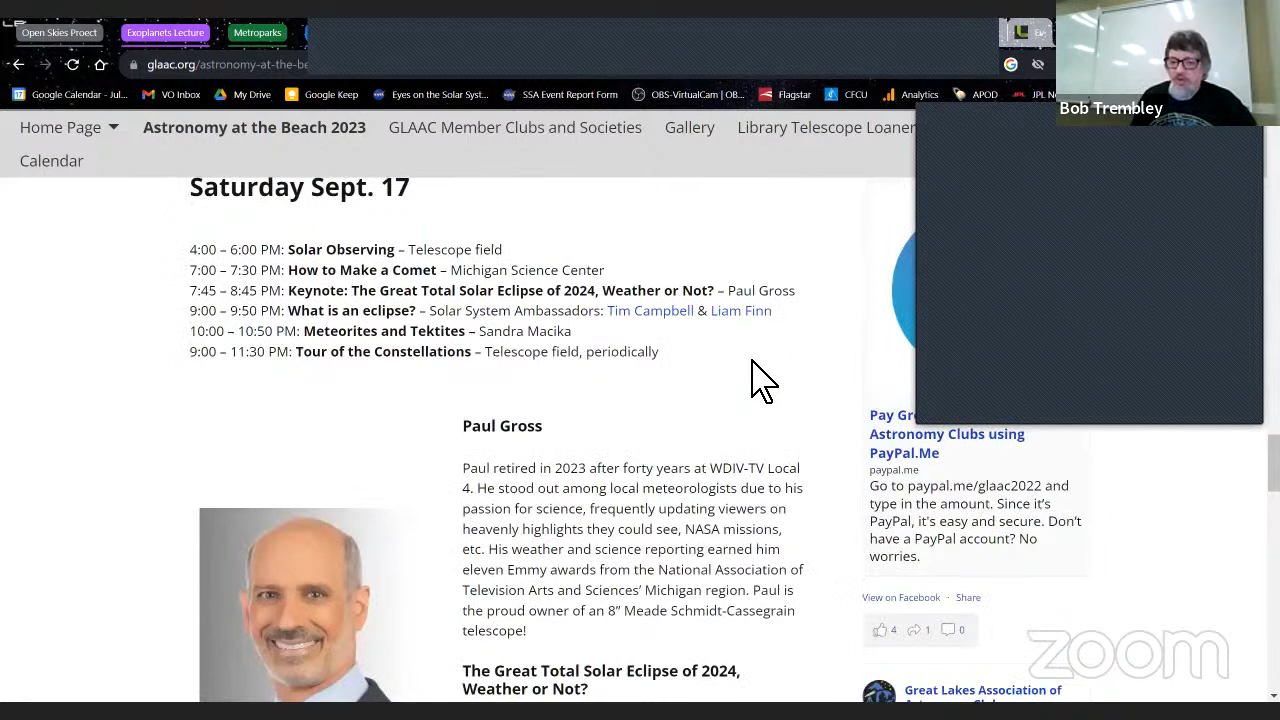 Open Skies Proect
Exoplanets Lecture
Metroparks
Ev
glaac.org/astronomy-at-the-be
Google Calendar - Jul...
VO Inbox
My Drive
Google Keep
Eyes on the Solar Sy...
SSA Event Report Form
OBS-VirtualCam | OB...
Flagstar
CFCU
Analytics
APOD
JPL
JPL N
Bob Trembley
Home Page
Astronomy at the Beach 2023
GLAAC Member Clubs and Societies
Gallery
Library Telescope Loaner
Calendar
Saturday Sept. 17
4:00 – 6:00 PM: Solar Observing – Telescope field
7:00 – 7:30 PM: How to Make a Comet – Michigan Science Center
7:45 – 8:45 PM: Keynote: The Great Total Solar Eclipse of 2024, Weather or Not? – Paul Gross
9:00 – 9:50 PM: What is an eclipse? – Solar System Ambassadors: Tim Campbell & Liam Finn
10:00 – 10:50 PM: Meteorites and Tektites – Sandra Macika
9:00 – 11:30 PM: Tour of the Constellations – Telescope field, periodically
Paul Gross
Paul retired in 2023 after forty years at WDIV-TV Local
4. He stood out among local meteorologists due to his
passion for science, frequently updating viewers on
heavenly highlights they could see, NASA missions,
etc. His weather and science reporting earned him
eleven Emmy awards from the National Association of
Television Arts and Sciences’ Michigan region. Paul is
the proud owner of an 8” Meade Schmidt-Cassegrain
telescope!
The Great Total Solar Eclipse of 2024,
Weather or Not?
Pay Gr
Astronomy Clubs using
PayPal.Me
paypal.me
Go to paypal.me/glaac2022 and
type in the amount. Since it’s
PayPal, it's easy and secure. Don’t
have a PayPal account? No
worries.
View on Facebook · Share
4 1 0
Great Lakes Association of
zoom